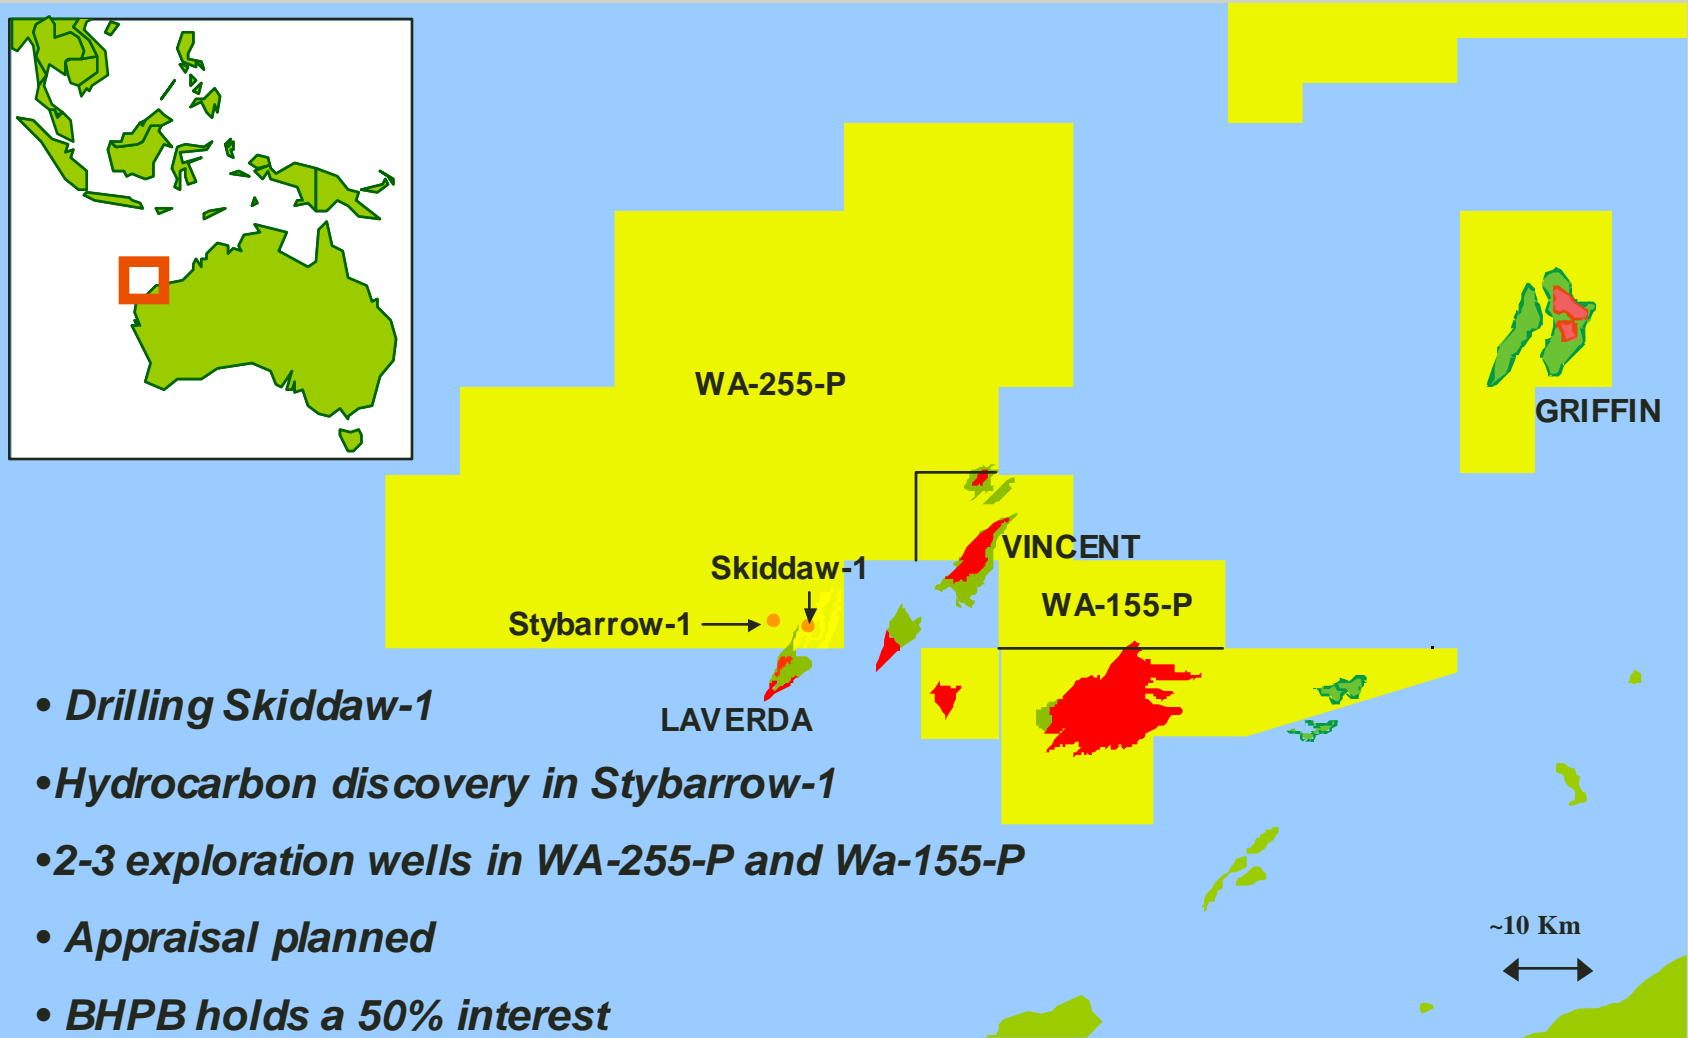 WA-255-P
GRIFFIN
VINCENT
Skiddaw-1
WA-155-P
Stybarrow-1
LAVERDA
• Drilling Skiddaw-1
•Hydrocarbon discovery in Stybarrow-1
•2-3 exploration wells in WA-255-P and Wa-155-P
• Appraisal planned
~10 Km
• BHPB holds a 50% interest